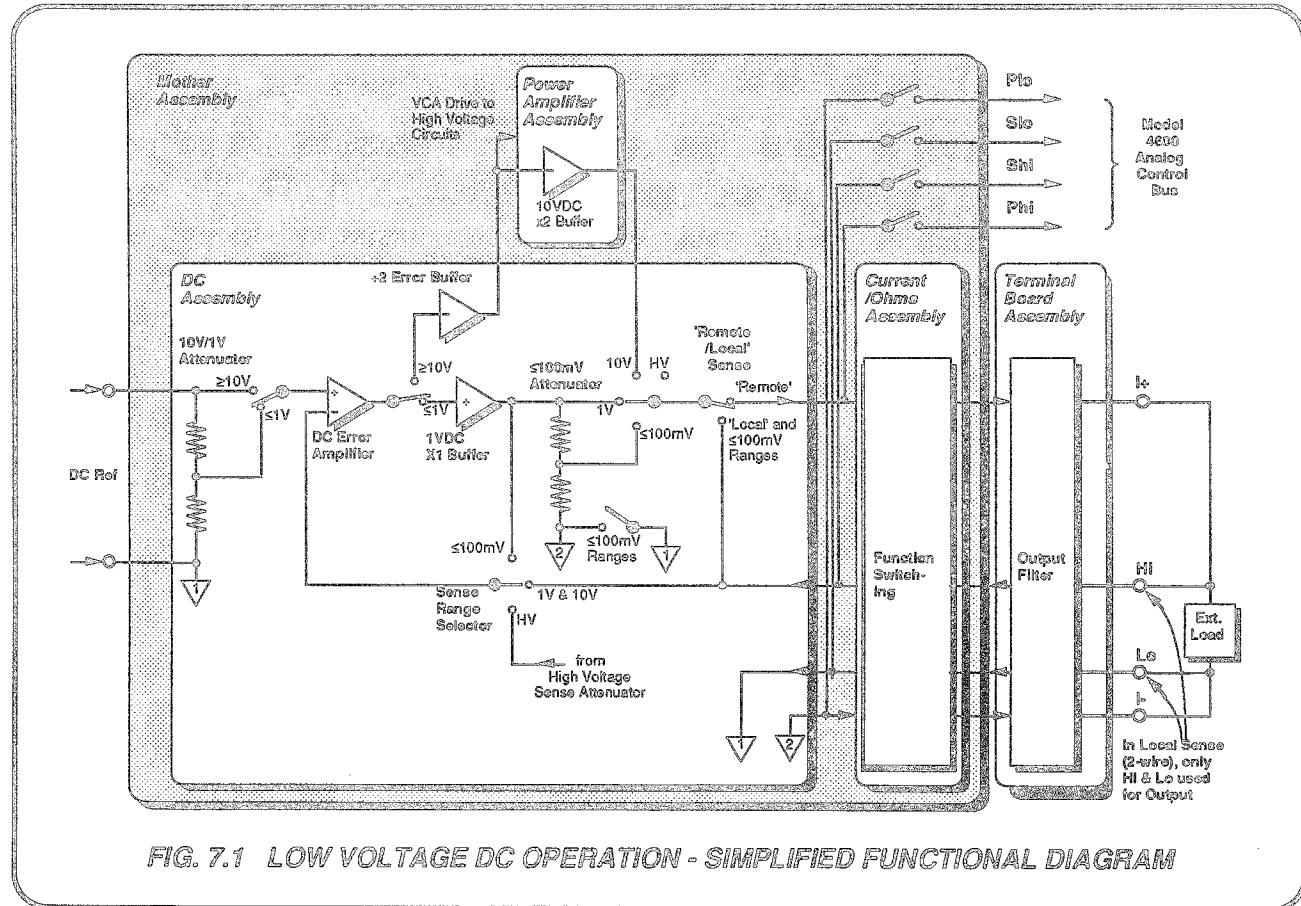 Mother
Assembly
VCA Drive to
High Voltage
Circuits
Power
Amplifier
Assembly
10VDC
x2 Buffer
Plo
Slo
Shi
Phi
Model
4600
Analog
Control
Bus
DC
Assembly
÷2 Error Buffer
10V/1V
Attenuator
≥10V
≤1V
DC Ref
1
+
-
DC Error
Amplifier
≥10V
≤1V
1VDC
X1 Buffer
≤100mV
Attenuator
10V
HV
1V
≤100mV
'Remote
/Local'
Sense
'Remote'
'Local' and
≤100mV
Ranges
2
≤100mV
Ranges
1
≤100mV
Sense
Range
Selector
1V & 10V
HV
from
High Voltage
Sense Attenuator
1
2
Current
/Ohms
Assembly
Function
Switch-
ing
Terminal
Board
Assembly
Output
Filter
I+
Hi
Ext.
Load
Lo
I-
In Local Sense
(2-wire), only
Hi & Lo used
for Output
FIG. 7.1 LOW VOLTAGE DC OPERATION - SIMPLIFIED FUNCTIONAL DIAGRAM